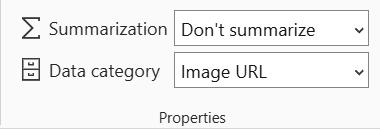 Summarization Don't summarize
Data category Image URL
Properties